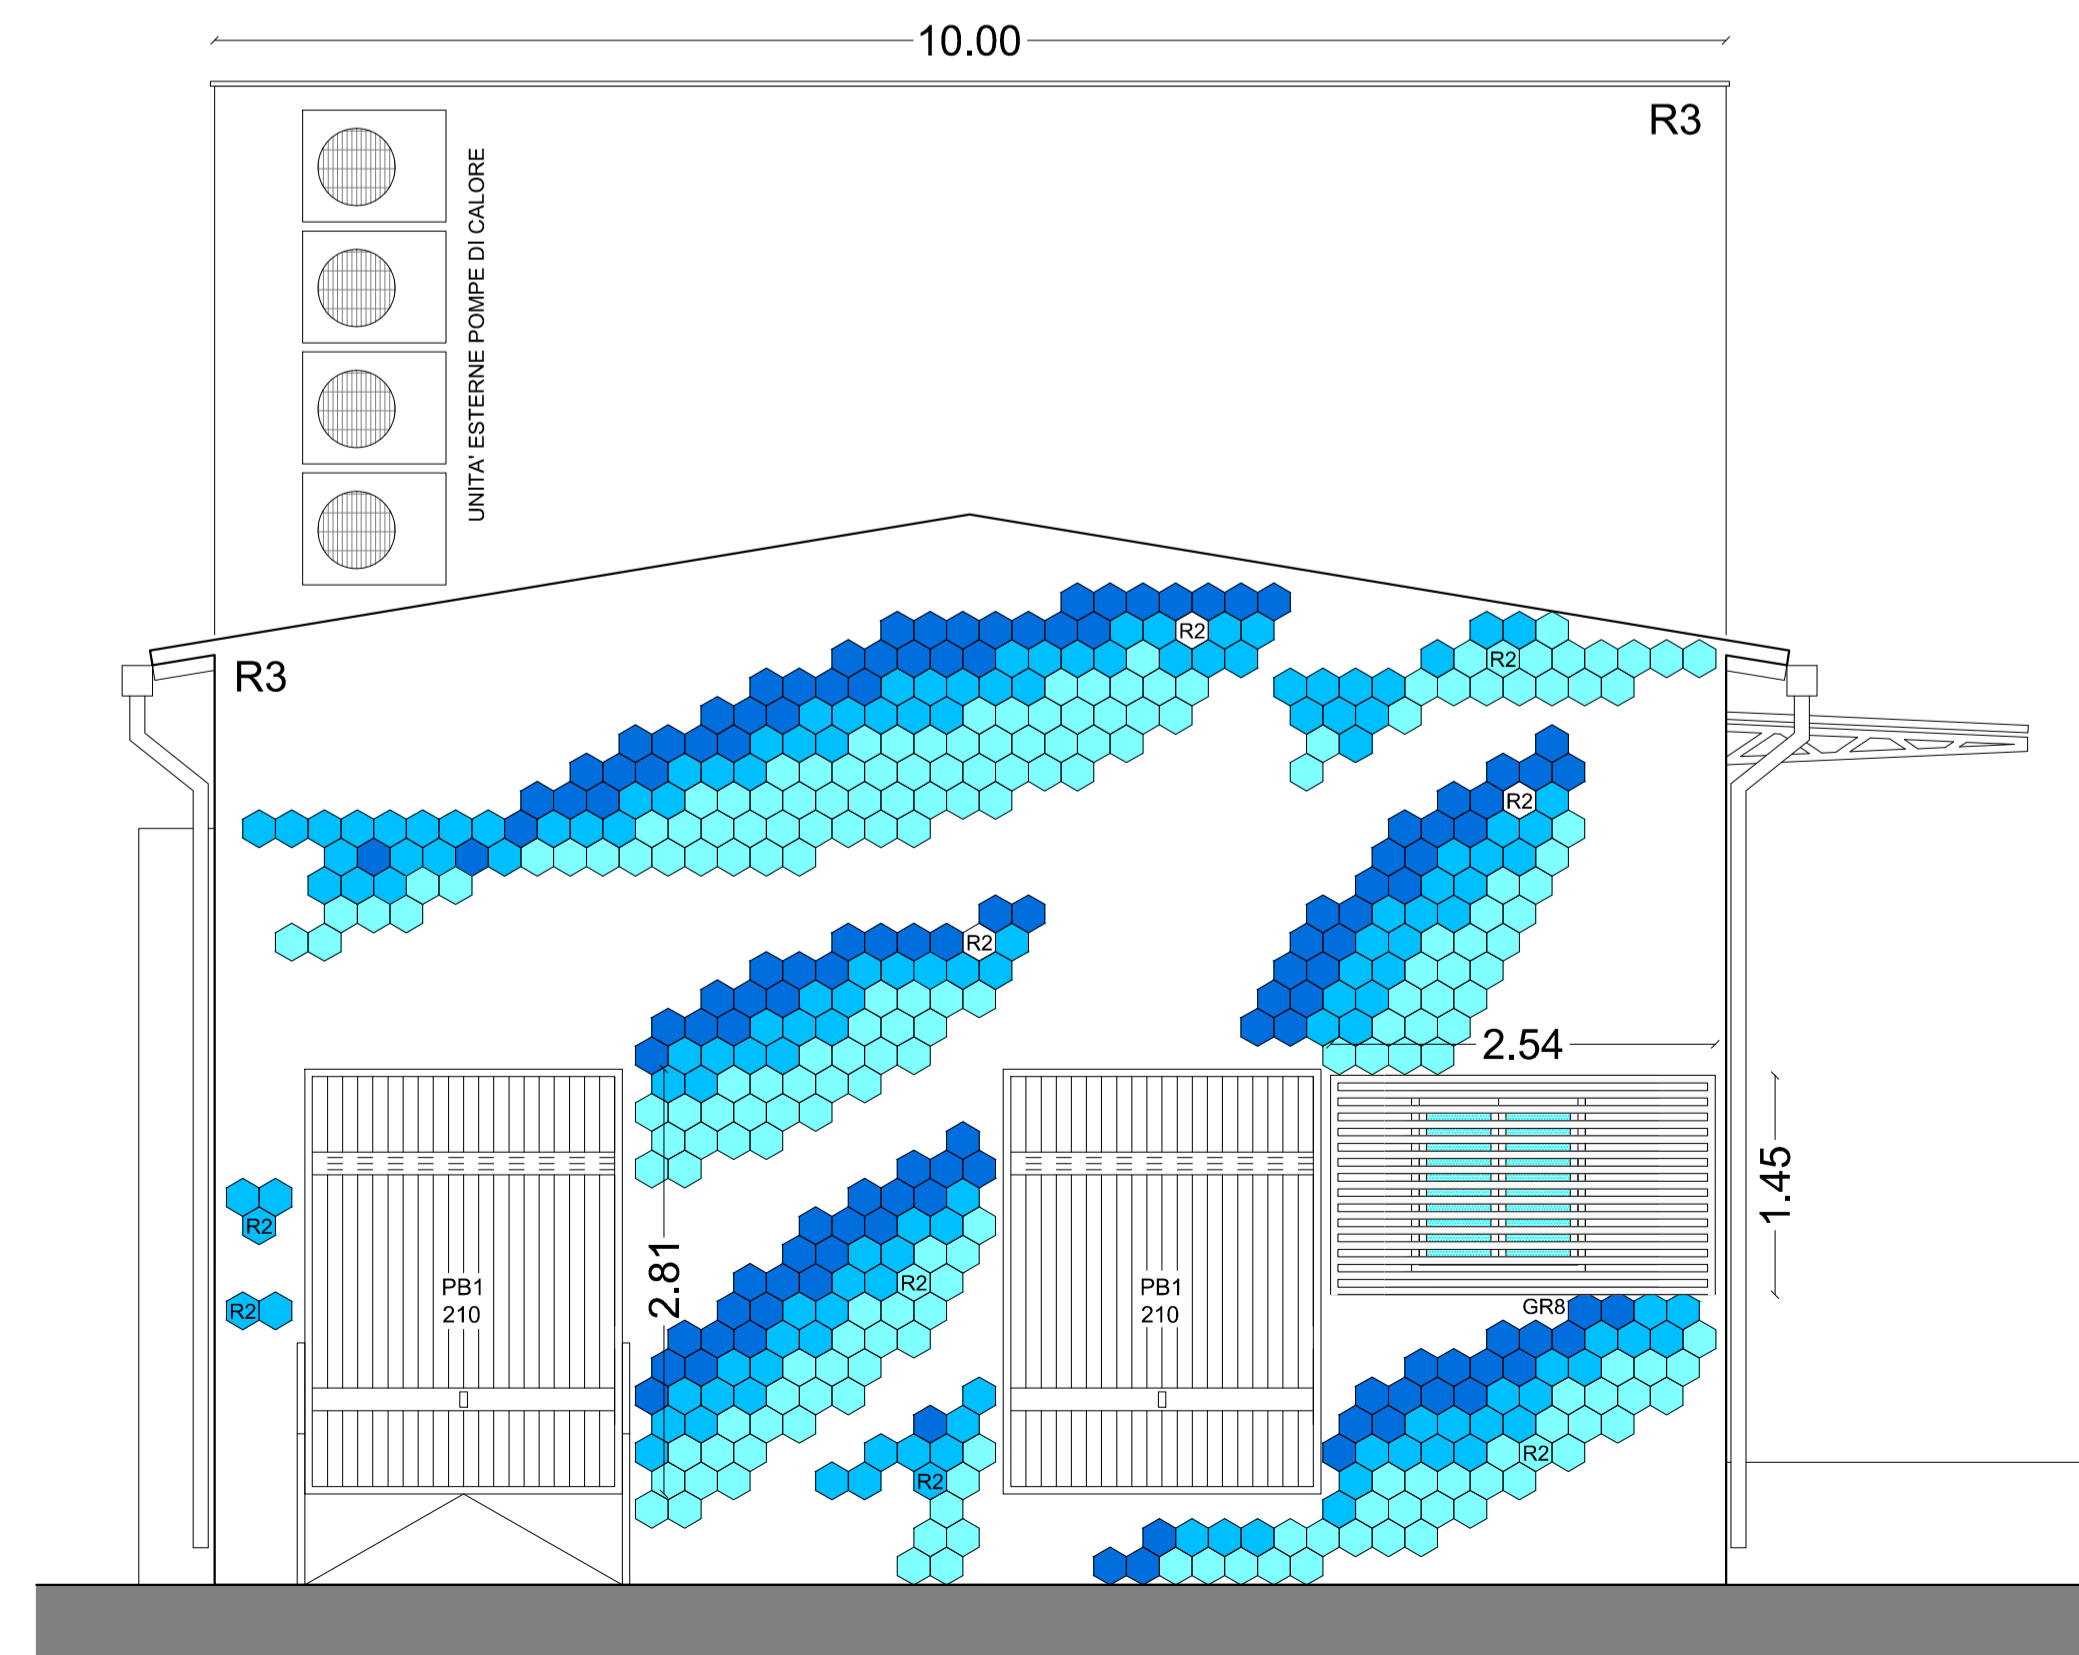 10.00
R3
UNITA' ESTERNE POMPE DI CALORE
R2
R2
R3
R2
R2
2.54
1.45
R2
R2
2.81
R2
PB1
210
PB1
210
GR8
R2
R2